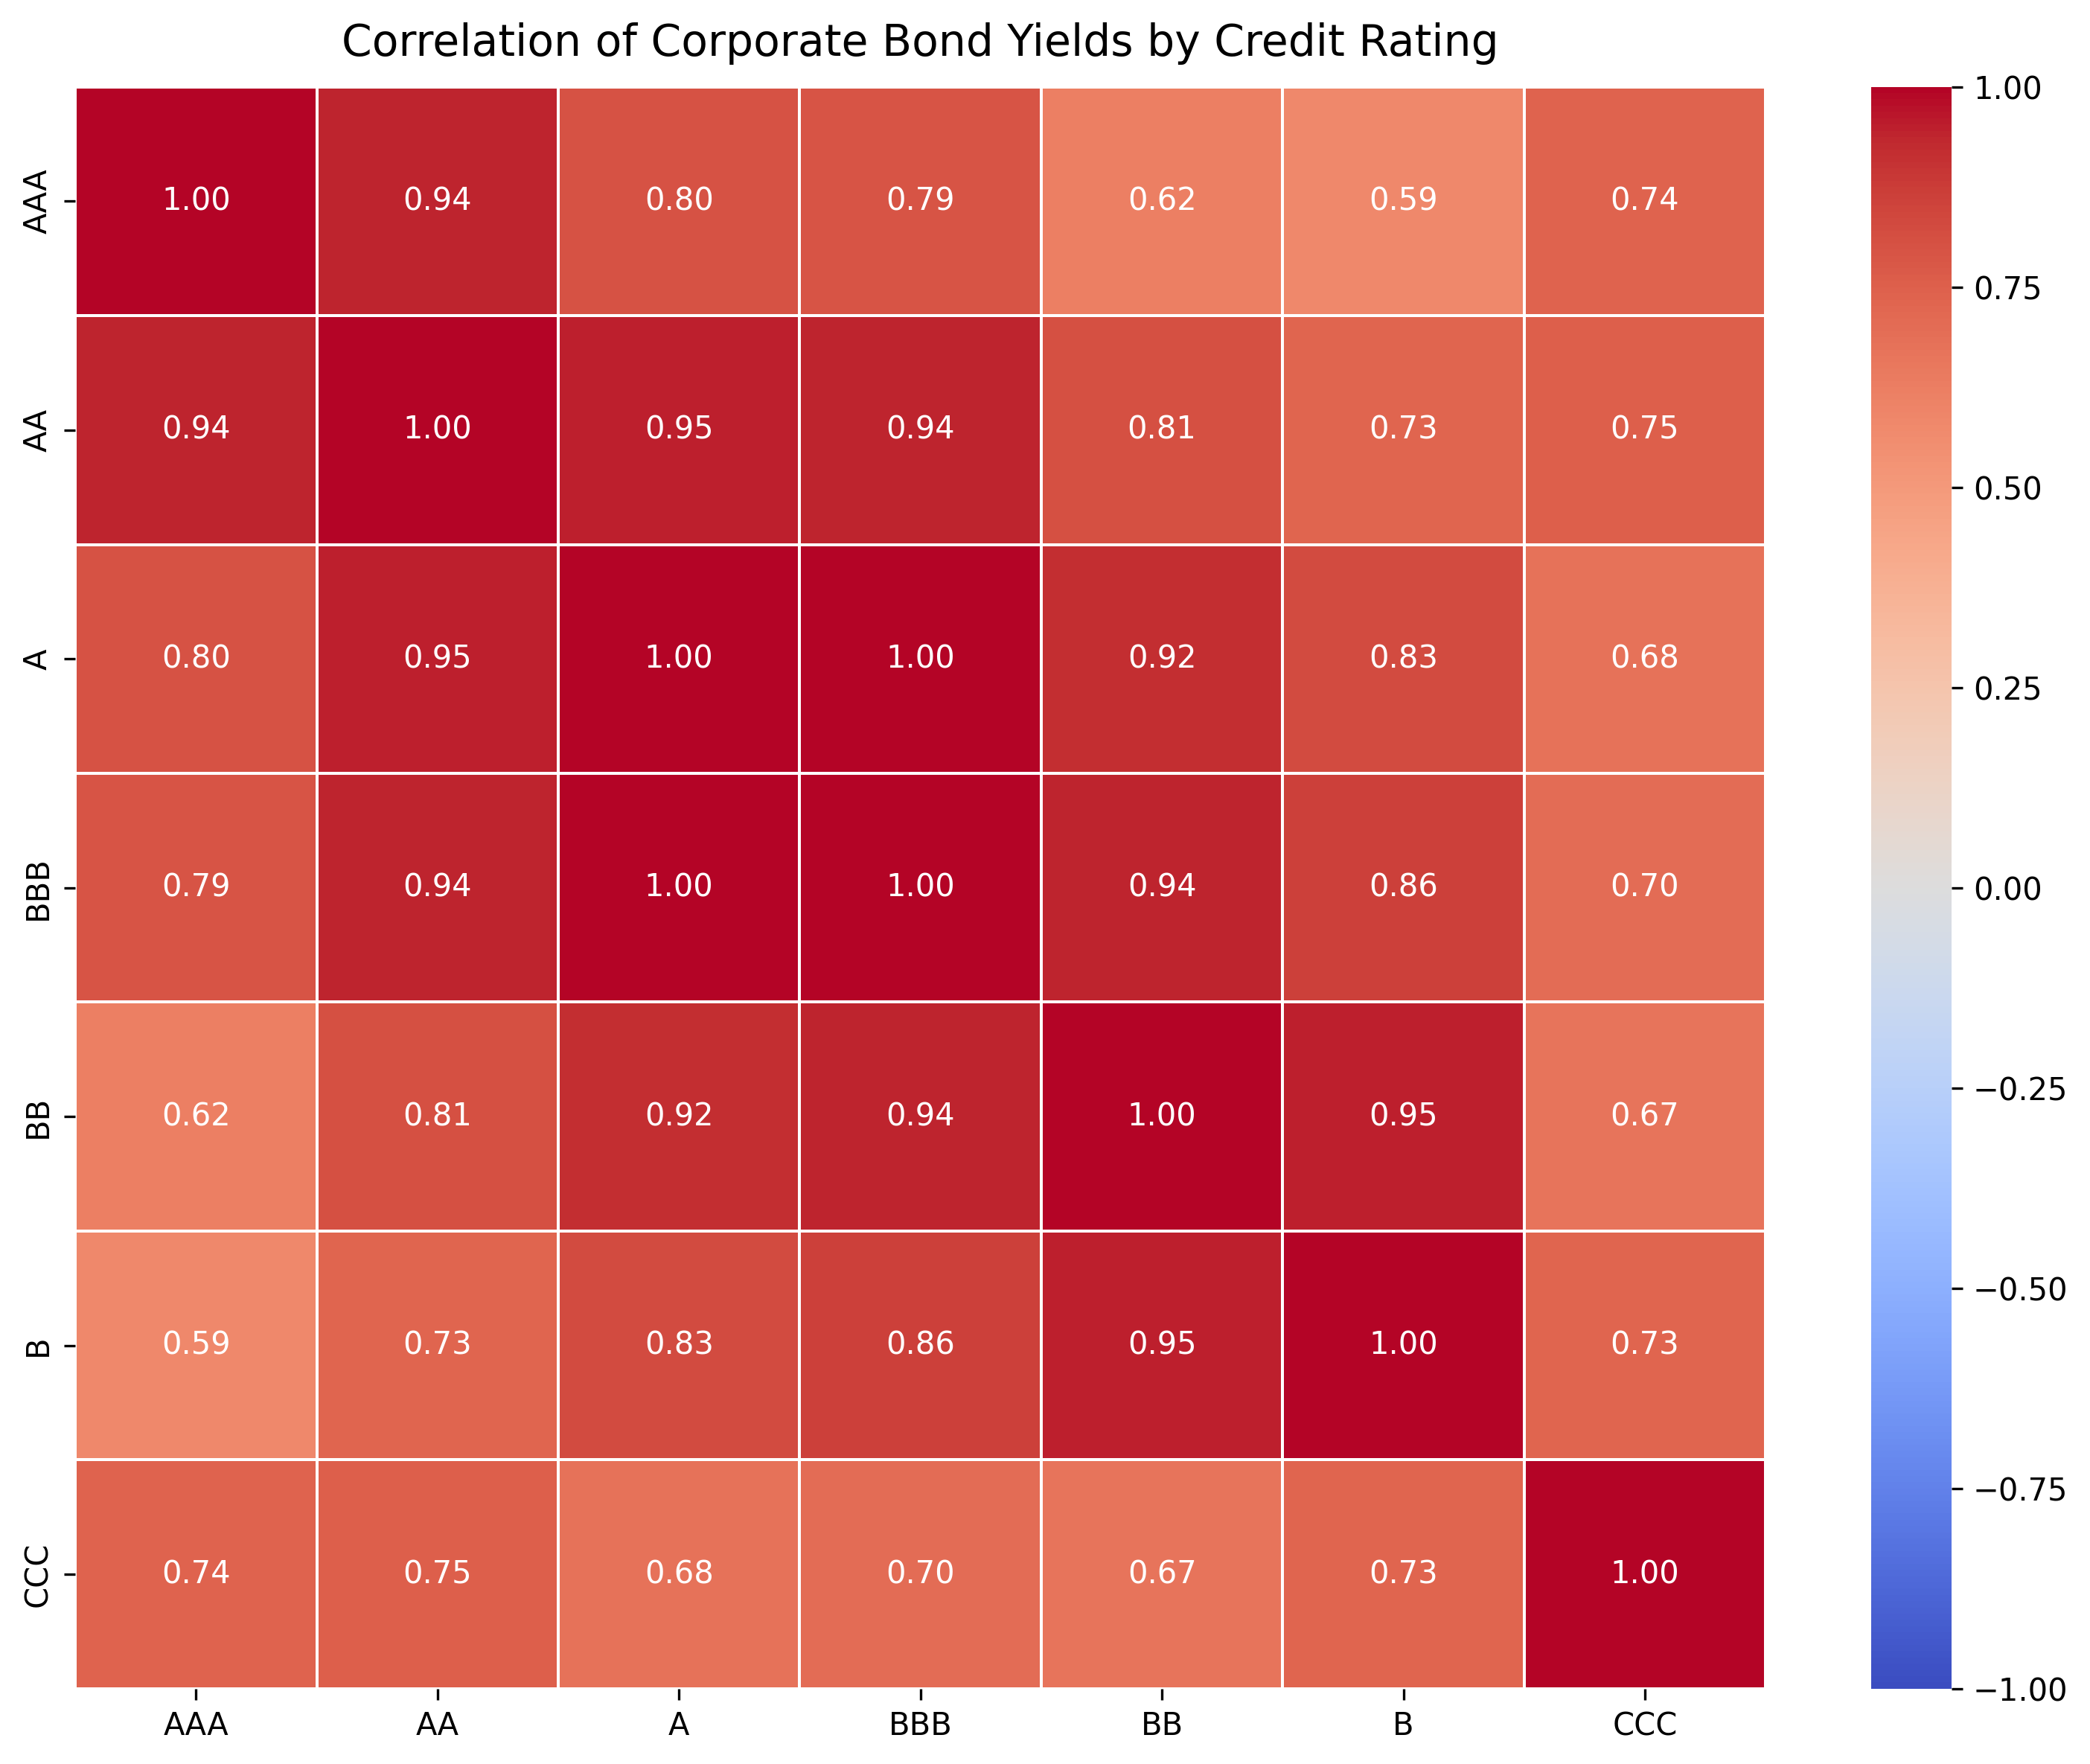 Correlation of Corporate Bond Yields by Credit Rating
AAA 1.00 0.94 0.80 0.79 0.62 0.59 0.74
AA 0.94 1.00 0.95 0.94 0.81 0.73 0.75
A 0.80 0.95 1.00 1.00 0.92 0.83 0.68
BBB 0.79 0.94 1.00 1.00 0.94 0.86 0.70
BB 0.62 0.81 0.92 0.94 1.00 0.95 0.67
B 0.59 0.73 0.83 0.86 0.95 1.00 0.73
CCC 0.74 0.75 0.68 0.70 0.67 0.73 1.00
AAA AA A BBB BB B CCC
1.00
0.75
0.50
0.25
0.00
−0.25
−0.50
−0.75
−1.00